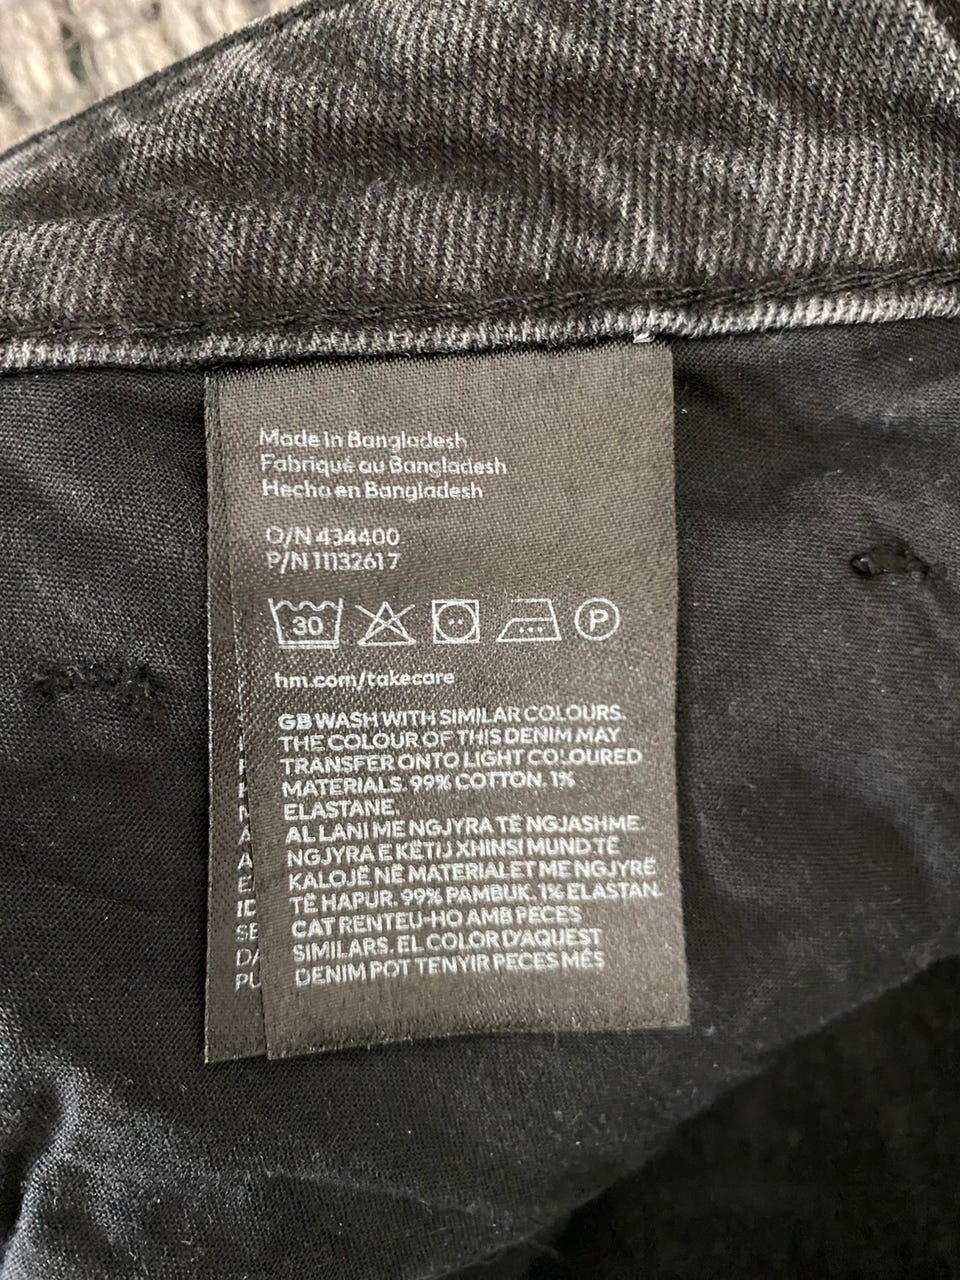 Made in Bangladesh
Fabriqué au Bangladesh
Hecho en Bangladesh
O/N 434400
P/N 11132617
30
P
hm.com/takecare
GB WASH WITH SIMILAR COLOURS.
THE COLOUR OF THIS DENIM MAY
TRANSFER ONTO LIGHT COLOURED
MATERIALS. 99% COTTON. 1%
ELASTANE.
AL LANI ME NGJYRA TË NGJASHME.
NGJYRA E KËTIJ XHINSI MUND TË
KALOJË NË MATERIALET ME NGJYRË
TË HAPUR. 99% PAMBUK. 1% ELASTAN.
CAT RENTEU-HO AMB PECES
SIMILARS. EL COLOR D'AQUEST
DENIM POT TENYIR PECES MÉS